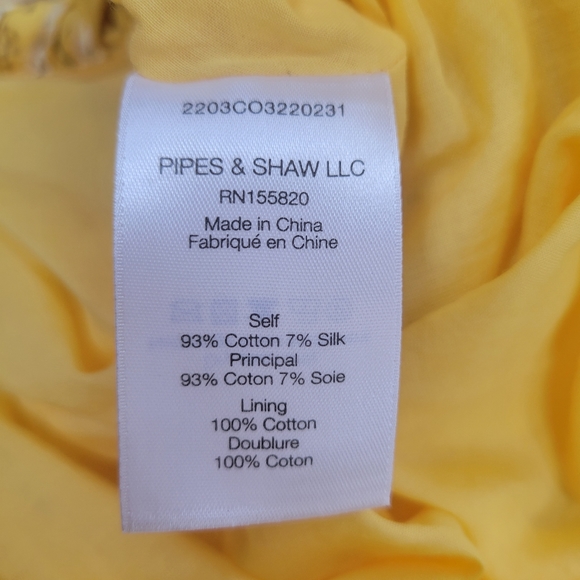 2203CO3220231
PIPES & SHAW LLC
RN155820
Made in China
Fabriqué en Chine
Self
93% Cotton 7% Silk
Principal
93% Coton 7% Soie
Lining
100% Cotton
Doublure
100% Coton